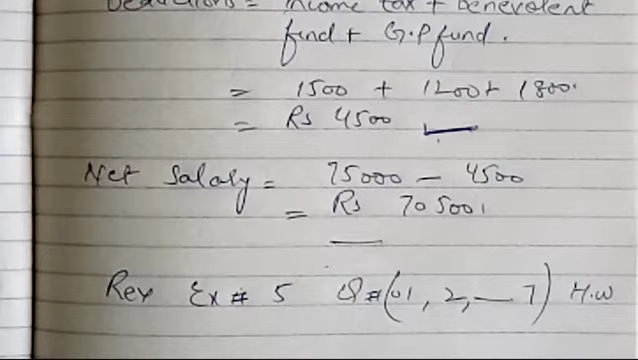 Deductions = income tax + benevolent
fund + G.P fund.
= 1500 + 1200 + 1800.
= Rs 4500
Net Salary = 75000 - 4500
= Rs 70500
Rev Ex # 5 Q#(01, 2, — 7) H.W